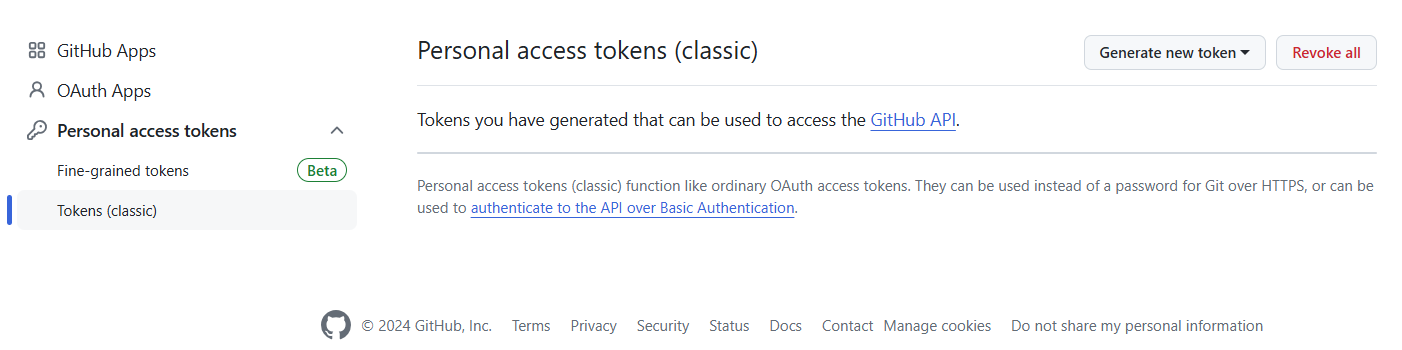 GitHub Apps
OAuth Apps
Personal access tokens
Fine-grained tokens
Beta
Tokens (classic)
Personal access tokens (classic)
Generate new token
Revoke all
Tokens you have generated that can be used to access the GitHub API.
Personal access tokens (classic) function like ordinary OAuth access tokens. They can be used instead of a password for Git over HTTPS, or can be
used to authenticate to the API over Basic Authentication.
© 2024 GitHub, Inc. Terms Privacy Security Status Docs Contact Manage cookies Do not share my personal information